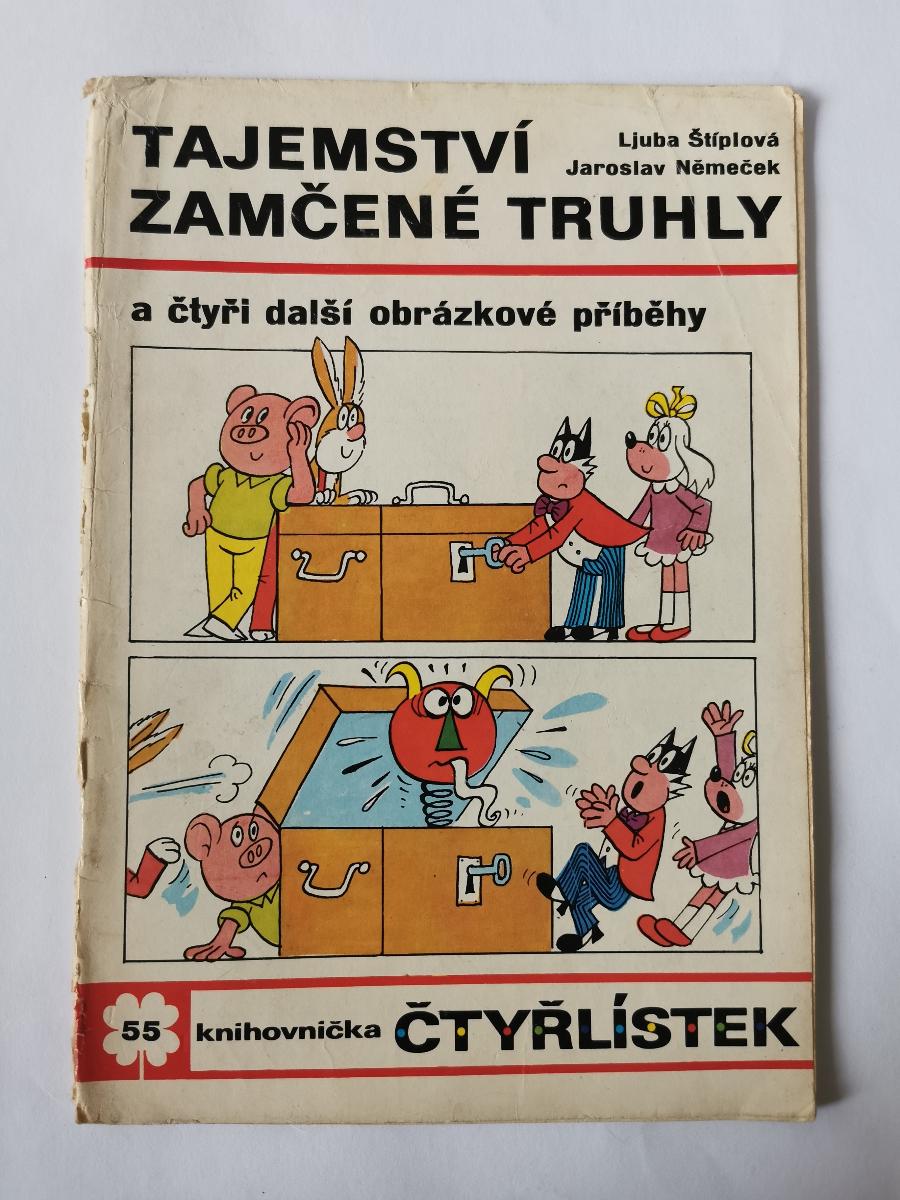 TAJEMSTVÍ
ZAMČENÉ TRUHLY
Ljuba Štíplová
Jaroslav Němeček
a čtyři další obrázkové příběhy
55
knihovnička ČTYŘLÍSTEK